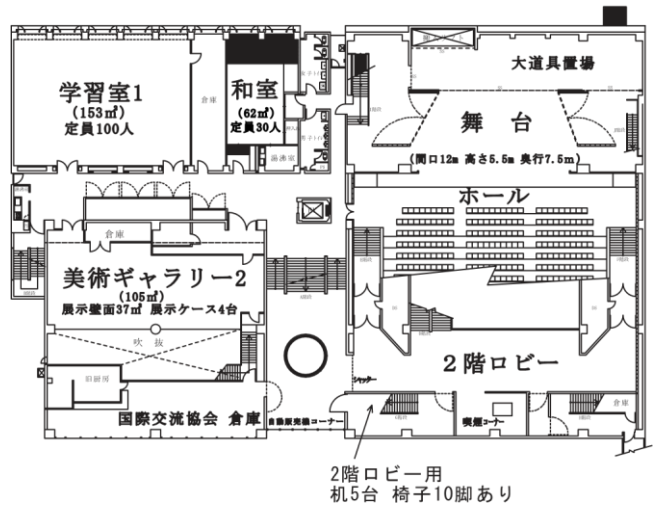 大道具置場
学習室1
(153㎡)
定員100人
倉庫
和室
(62㎡)
定員30人
湯沸室
舞台
(間口12m 高さ5.5m 奥行7.5m)
ホール
倉庫
美術ギャラリー2
(105㎡)
展示壁面37㎡ 展示ケース4台
吹抜
旧厨房
2階ロビー
シャッター
国際交流協会 倉庫
自動販売機コーナー
喫煙コーナー
倉庫
2階ロビー用
机5台 椅子10脚あり